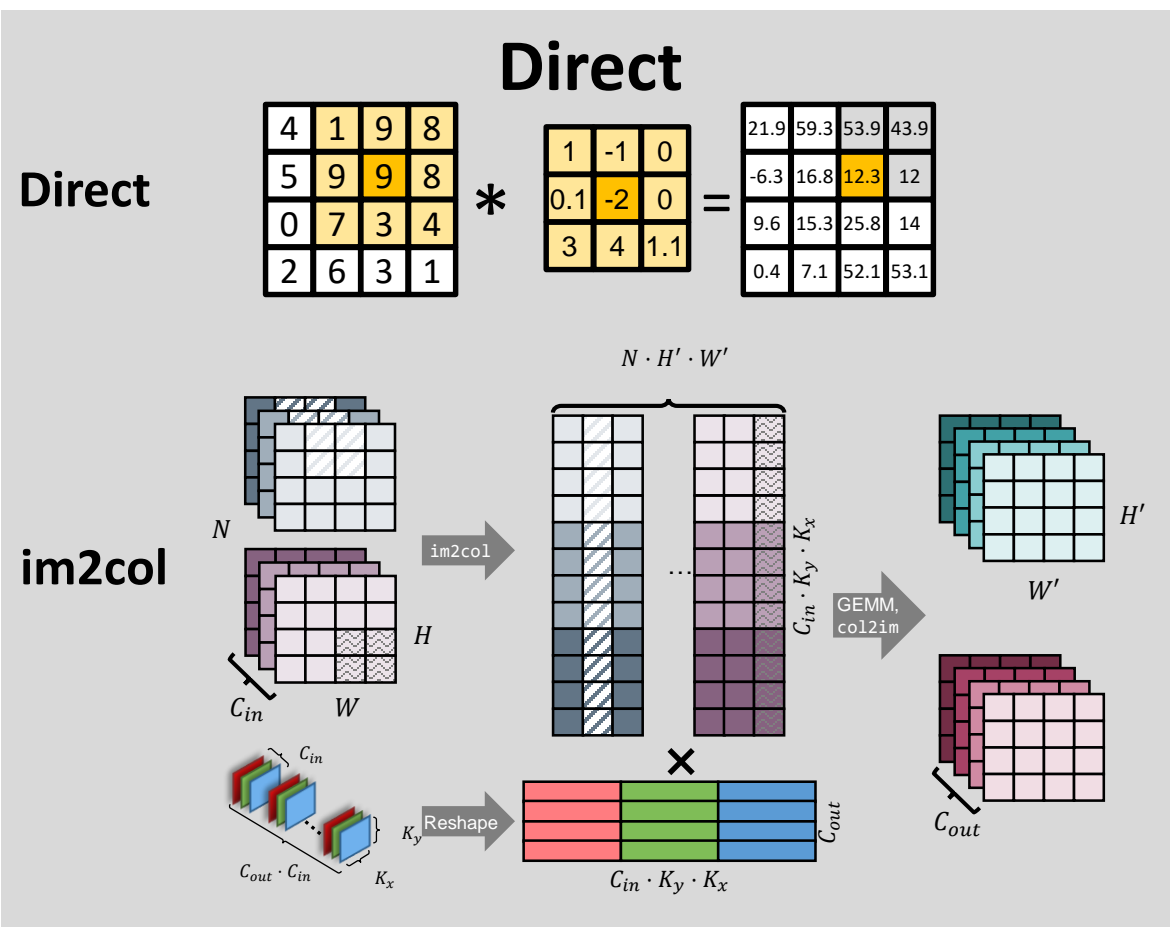 Direct
Direct
4 1 9 8
5 9 9 8
0 7 3 4
2 6 3 1
*
1 -1 0
0.1 -2 0
3 4 1.1
=
21.9 59.3 53.9 43.9
-6.3 16.8 12.3 12
9.6 15.3 25.8 14
0.4 7.1 52.1 53.1
im2col
N
H
W
C_in
im2col
N · H′ · W′
...
C_in · K_y · K_x
GEMM,
col2im
H′
W′
C_out
C_in
K_y
K_x
C_out · C_in
Reshape
×
C_out
C_in · K_y · K_x